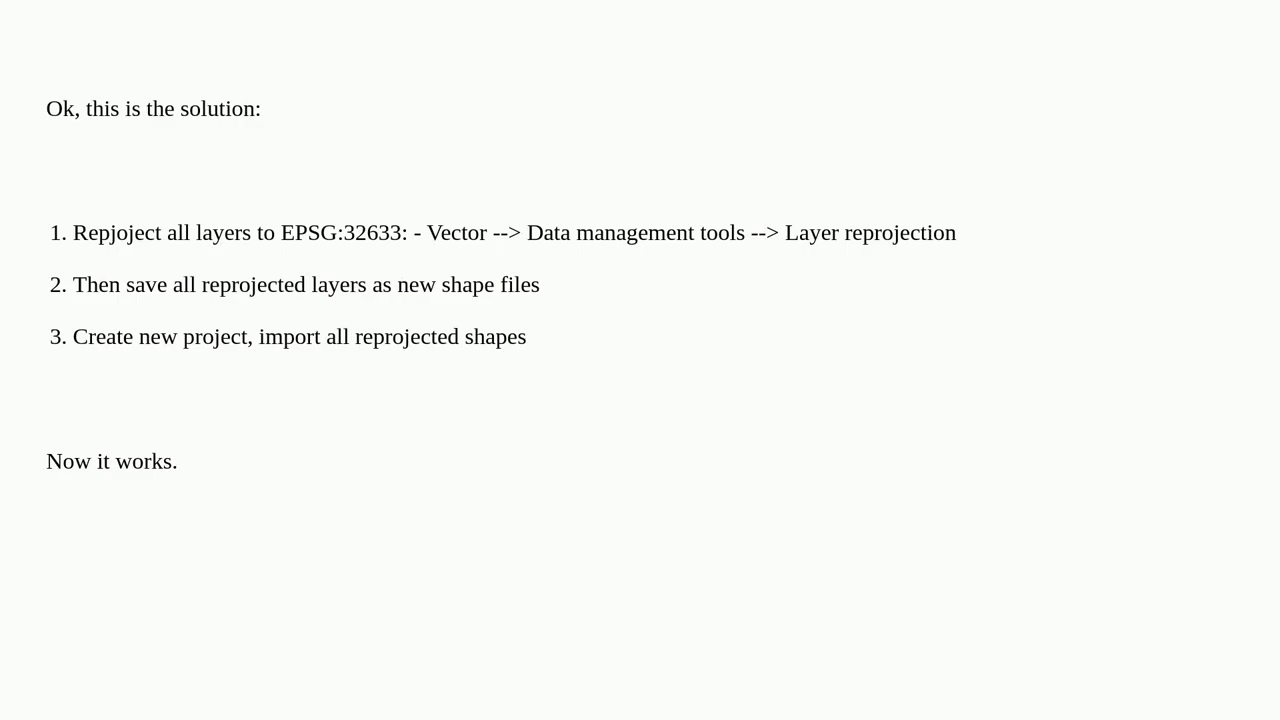 Ok, this is the solution:
1. Repjoject all layers to EPSG:32633: - Vector --> Data management tools --> Layer reprojection
2. Then save all reprojected layers as new shape files
3. Create new project, import all reprojected shapes
Now it works.